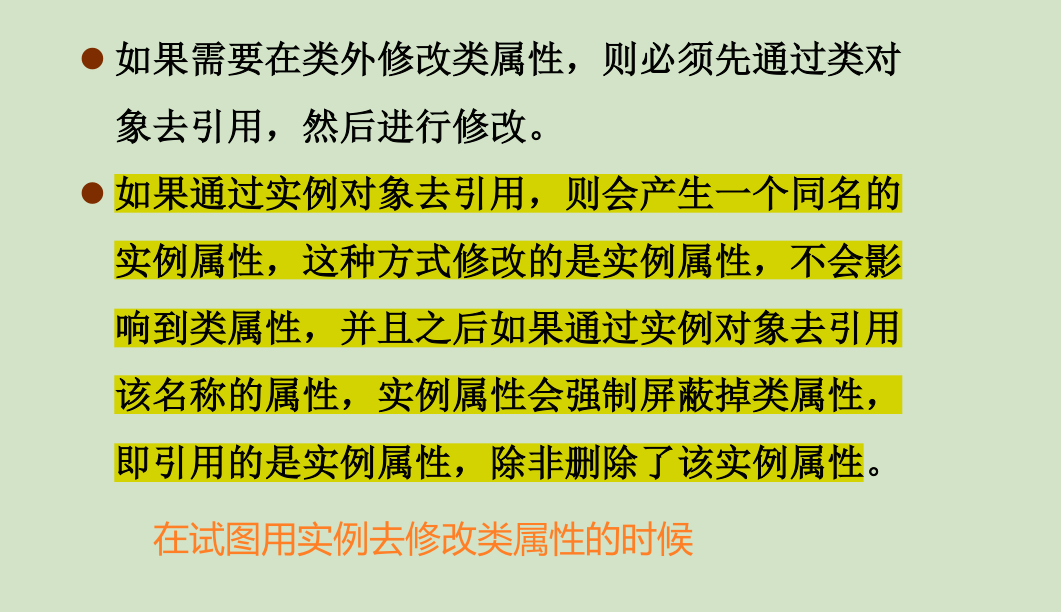 如果需要在类外修改类属性，则必须先通过类对
象去引用，然后进行修改。
如果通过实例对象去引用，则会产生一个同名的
实例属性，这种方式修改的是实例属性，不会影
响到类属性，并且之后如果通过实例对象去引用
该名称的属性，实例属性会强制屏蔽掉类属性，
即引用的是实例属性，除非删除了该实例属性。
在试图用实例去修改类属性的时候